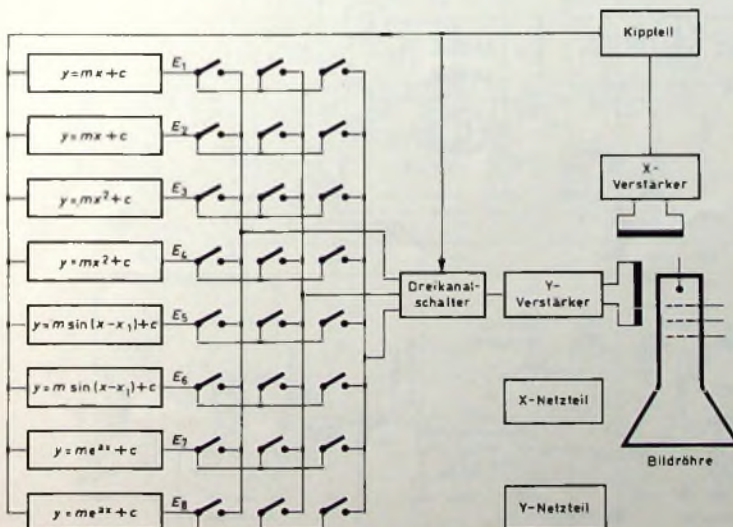 Kippteil
y = mx + c E1
y = mx + c E2
y = mx² + c E3
y = mx² + c E4
y = m sin (x − x1) + c E5
y = m sin (x − x1) + c E6
y = me^ax + c E7
y = me^ax + c E8
X-
Verstärker
Dreikanal-
schalter
Y-
Verstärker
X-Netzteil
Bildröhre
Y-Netzteil